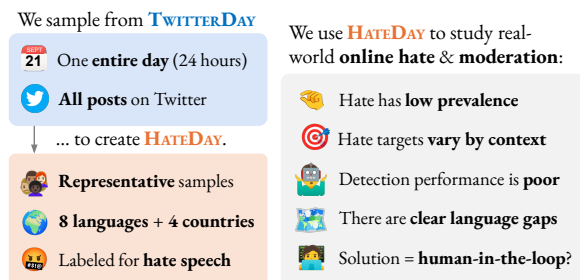 We sample from TWITTERDAY
SEPT
21
One entire day (24 hours)
All posts on Twitter
... to create HATEDAY.
Representative samples
8 languages + 4 countries
Labeled for hate speech
We use HATEDAY to study real-
world online hate & moderation:
Hate has low prevalence
Hate targets vary by context
Detection performance is poor
There are clear language gaps
Solution = human-in-the-loop?